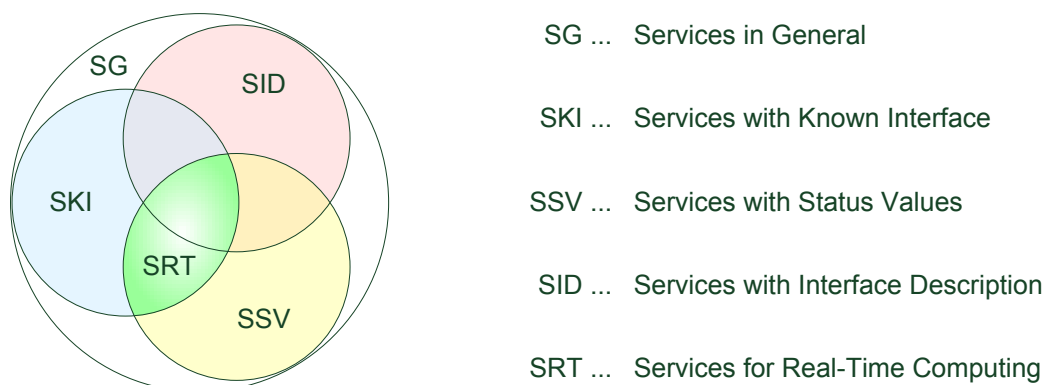 SG
SID
SKI
SRT
SSV
SG ... Services in General
SKI ... Services with Known Interface
SSV ... Services with Status Values
SID ... Services with Interface Description
SRT ... Services for Real-Time Computing